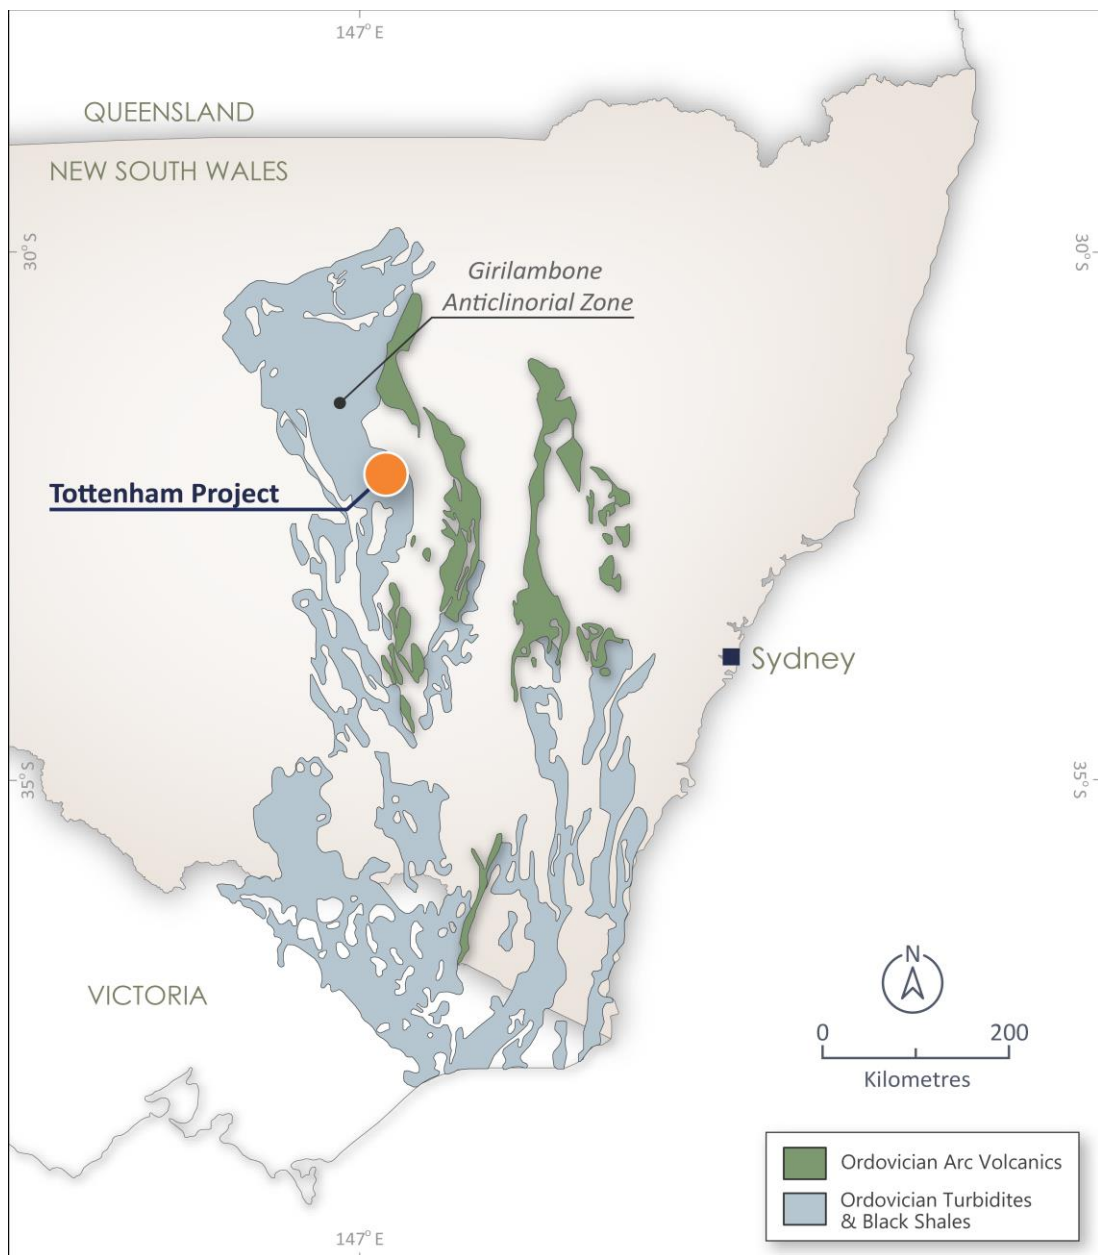 147° E
QUEENSLAND
NEW SOUTH WALES
30° S
30° S
Girilambone
Anticlinorial Zone
Tottenham Project
Sydney
35° S
35° S
VICTORIA
N
0
200
Kilometres
Ordovician Arc Volcanics
Ordovician Turbidites
& Black Shales
147° E